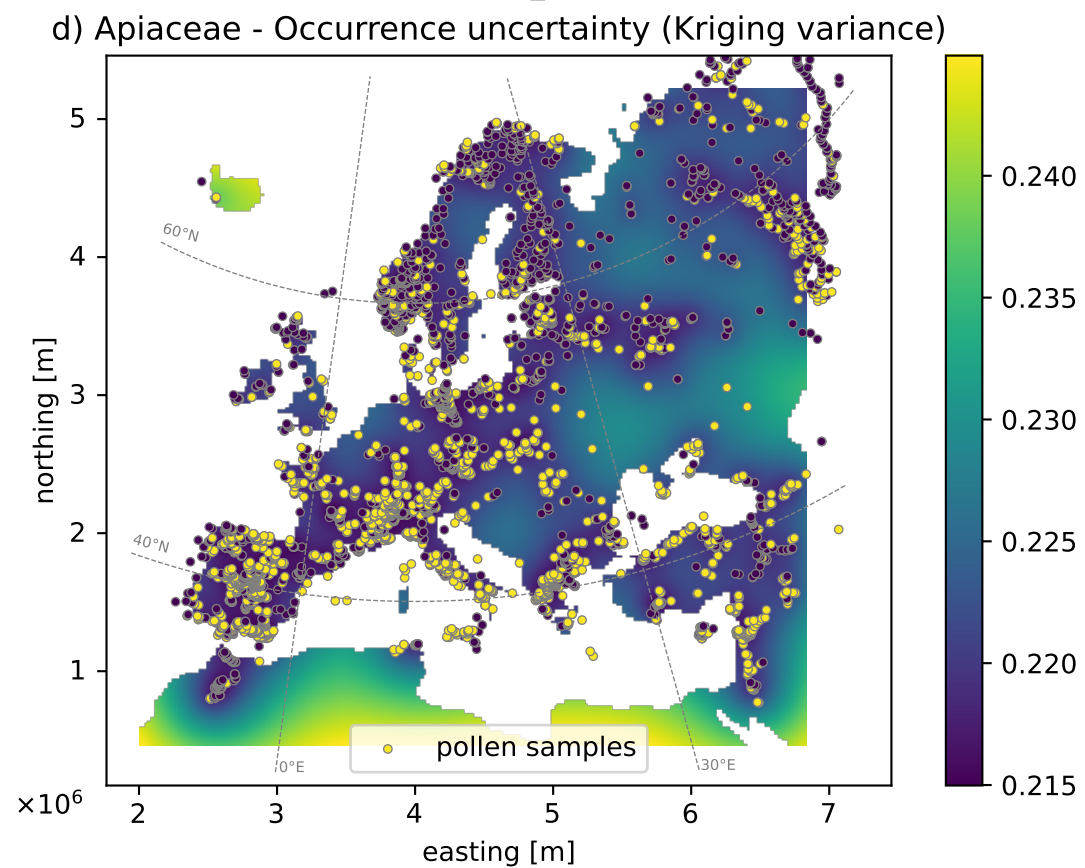 d) Apiaceae - Occurrence uncertainty (Kriging variance)
northing [m]
5
4
3
2
1
×10⁶
60°N
40°N
0°E
30°E
pollen samples
2 3 4 5 6 7
easting [m]
0.240
0.235
0.230
0.225
0.220
0.215